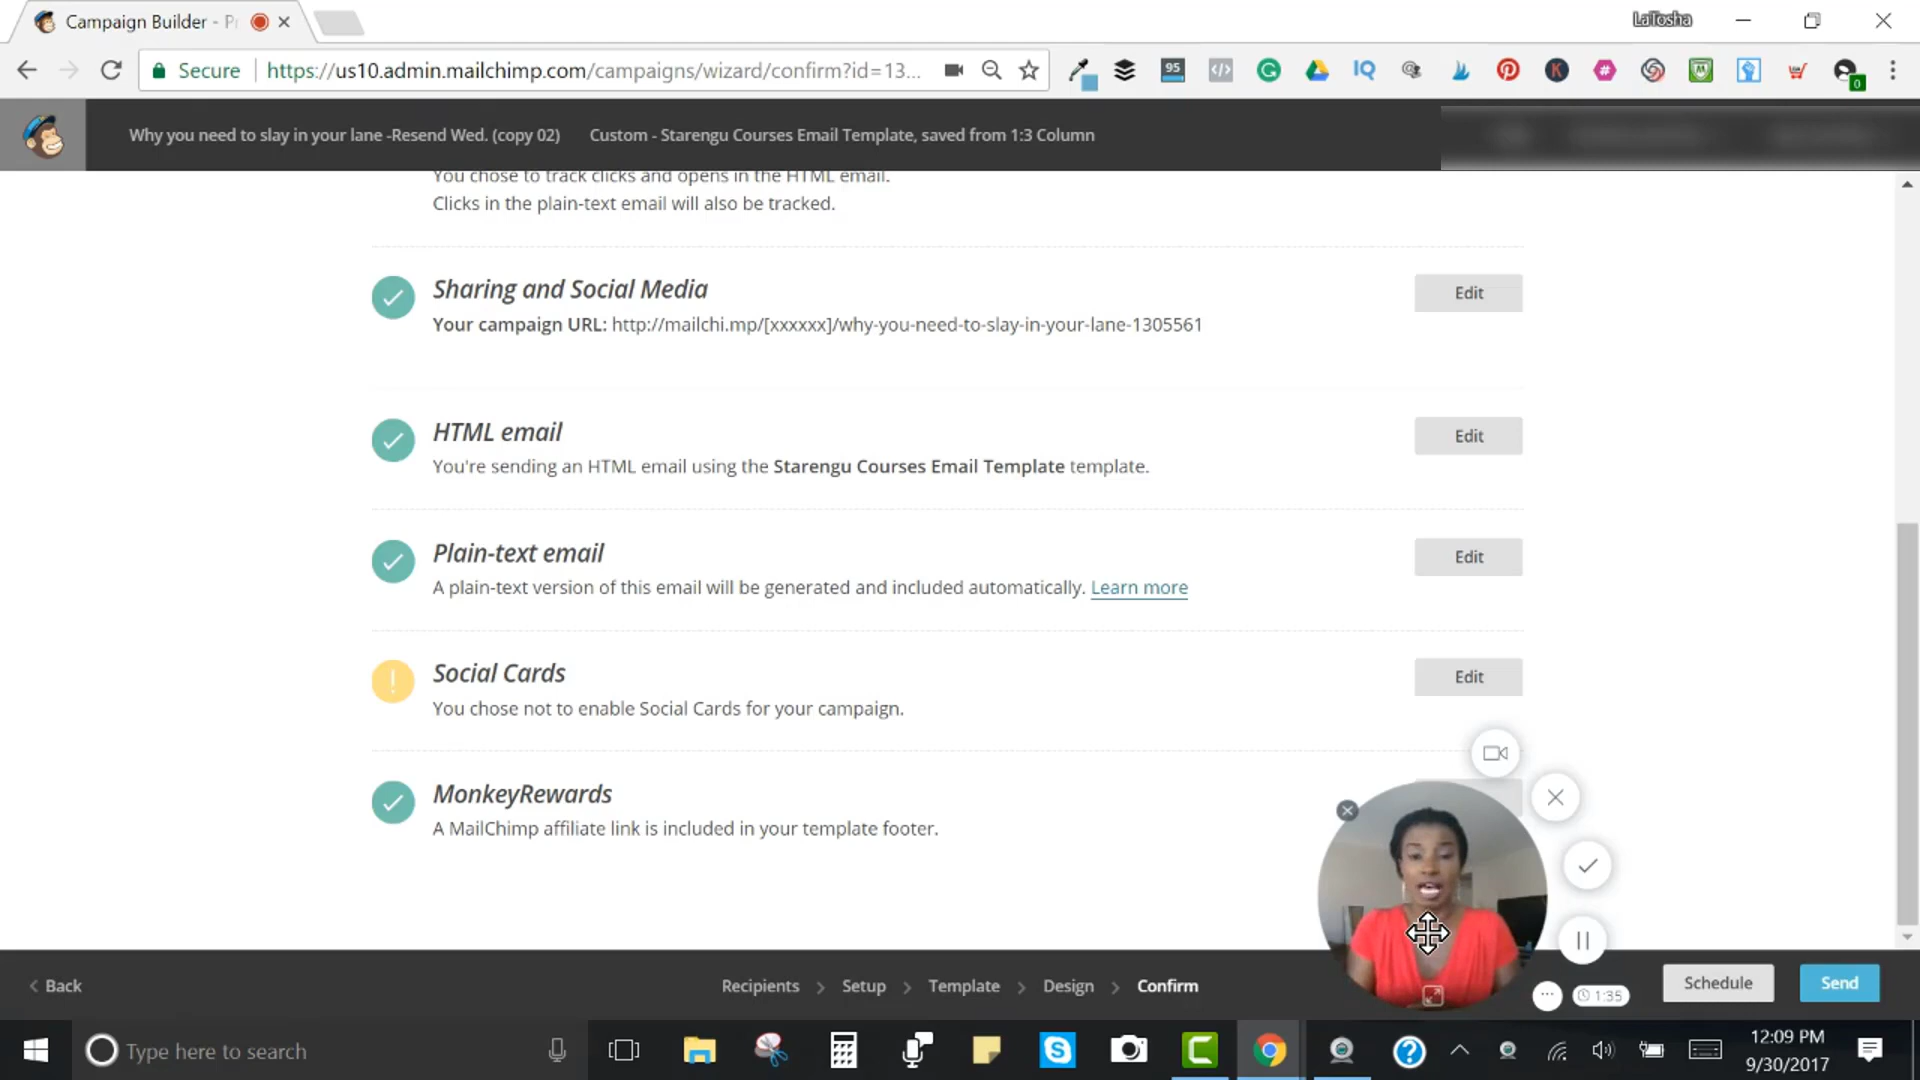 Campaign Builder - P
LaTosha
Secure
https://us10.admin.mailchimp.com/campaigns/wizard/confirm?id=13...
95
IQ
0
Why you need to slay in your lane -Resend Wed. (copy 02)
Custom - Starengu Courses Email Template, saved from 1:3 Column
You chose to track clicks and opens in the HTML email.
Clicks in the plain-text email will also be tracked.
Sharing and Social Media
Edit
Your campaign URL: http://mailchi.mp/[xxxxxx]/why-you-need-to-slay-in-your-lane-1305561
HTML email
Edit
You're sending an HTML email using the Starengu Courses Email Template template.
Plain-text email
Edit
A plain-text version of this email will be generated and included automatically. Learn more
Social Cards
Edit
You chose not to enable Social Cards for your campaign.
MonkeyRewards
A MailChimp affiliate link is included in your template footer.
Back
Recipients
Setup
Template
Design
Confirm
1:35
Schedule
Send
Type here to search
12:09 PM
9/30/2017